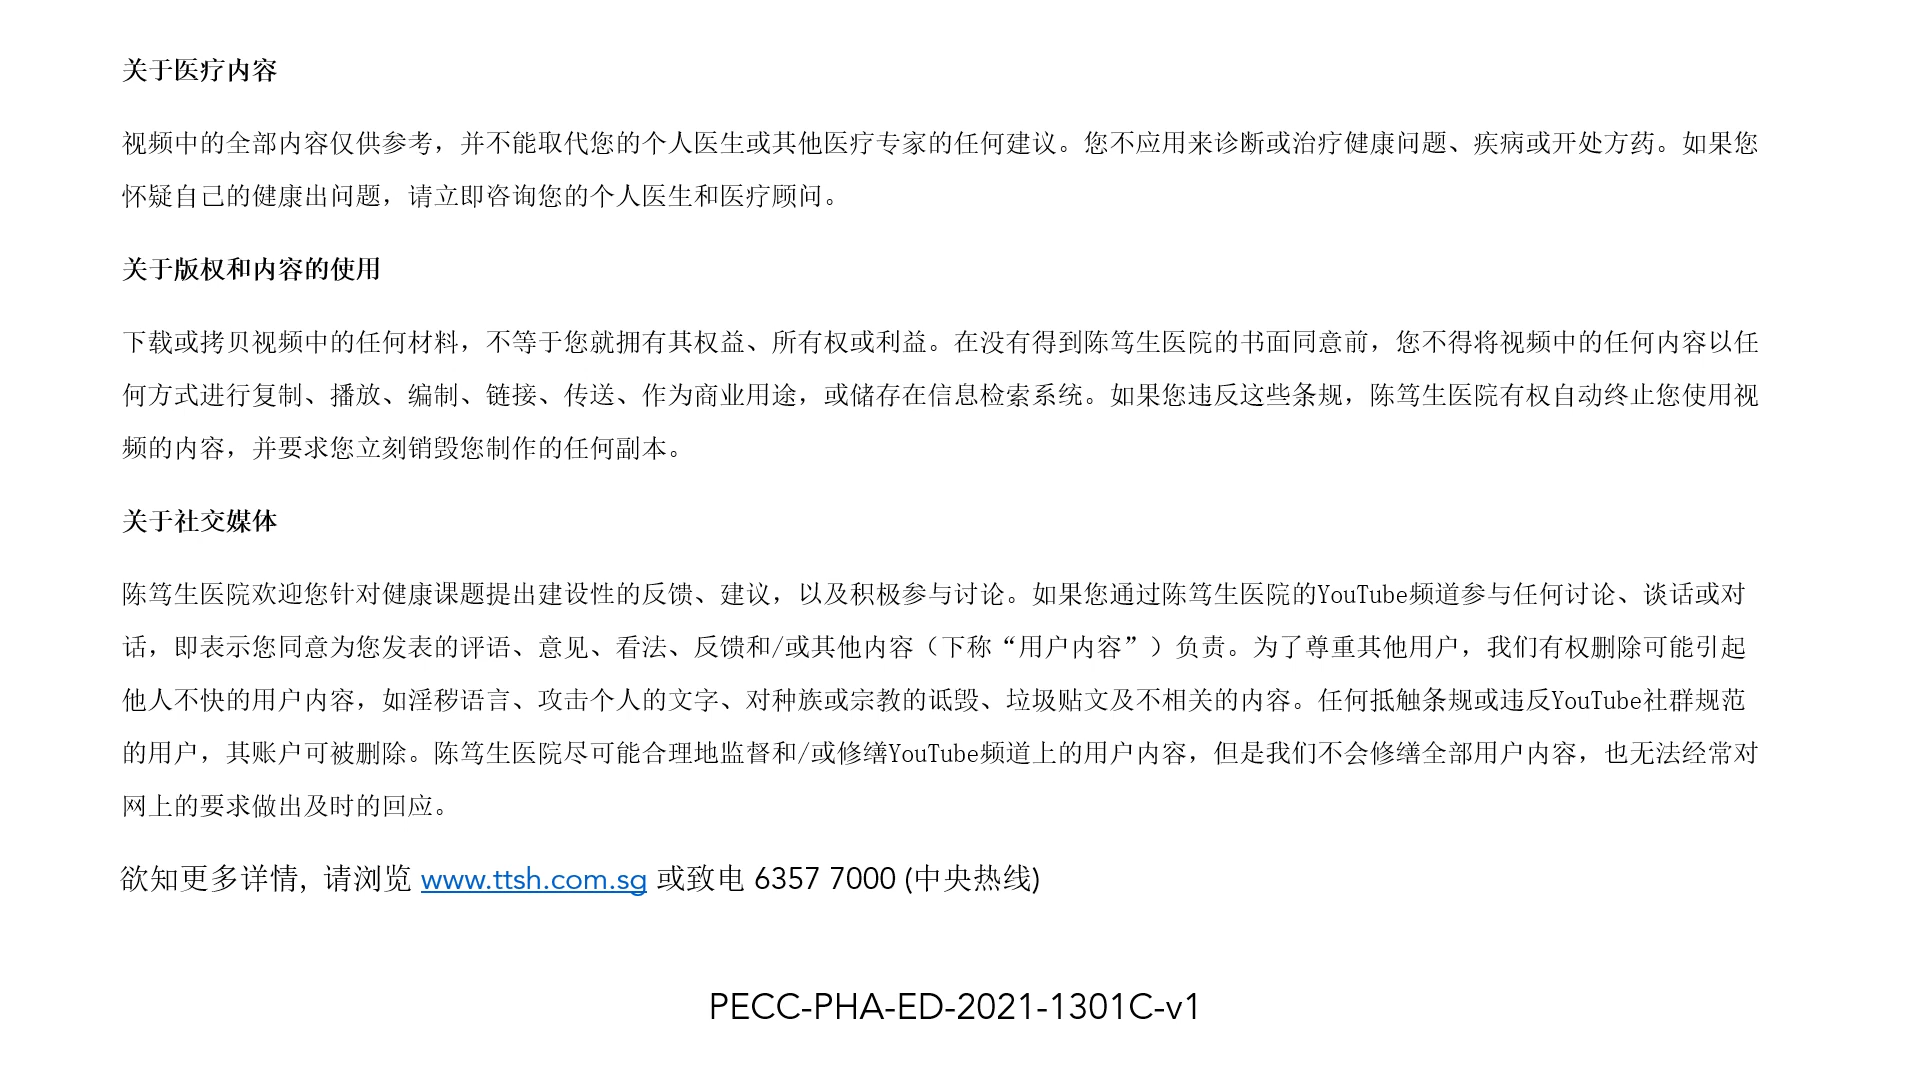 关于医疗内容
视频中的全部内容仅供参考，并不能取代您的个人医生或其他医疗专家的任何建议。您不应用来诊断或治疗健康问题、疾病或开处方药。如果您
怀疑自己的健康出问题，请立即咨询您的个人医生和医疗顾问。
关于版权和内容的使用
下载或拷贝视频中的任何材料，不等于您就拥有其权益、所有权或利益。在没有得到陈笃生医院的书面同意前，您不得将视频中的任何内容以任
何方式进行复制、播放、编制、链接、传送、作为商业用途，或储存在信息检索系统。如果您违反这些条规，陈笃生医院有权自动终止您使用视
频的内容，并要求您立刻销毁您制作的任何副本。
关于社交媒体
陈笃生医院欢迎您针对健康课题提出建设性的反馈、建议，以及积极参与讨论。如果您通过陈笃生医院的YouTube频道参与任何讨论、谈话或对
话，即表示您同意为您发表的评语、意见、看法、反馈和/或其他内容（下称“用户内容”）负责。为了尊重其他用户，我们有权删除可能引起
他人不快的用户内容，如淫秽语言、攻击个人的文字、对种族或宗教的诋毁、垃圾贴文及不相关的内容。任何抵触条规或违反YouTube社群规范
的用户，其账户可被删除。陈笃生医院尽可能合理地监督和/或修缮YouTube频道上的用户内容，但是我们不会修缮全部用户内容，也无法经常对
网上的要求做出及时的回应。
欲知更多详情, 请浏览 www.ttsh.com.sg 或致电 6357 7000 (中央热线)
PECC-PHA-ED-2021-1301C-v1